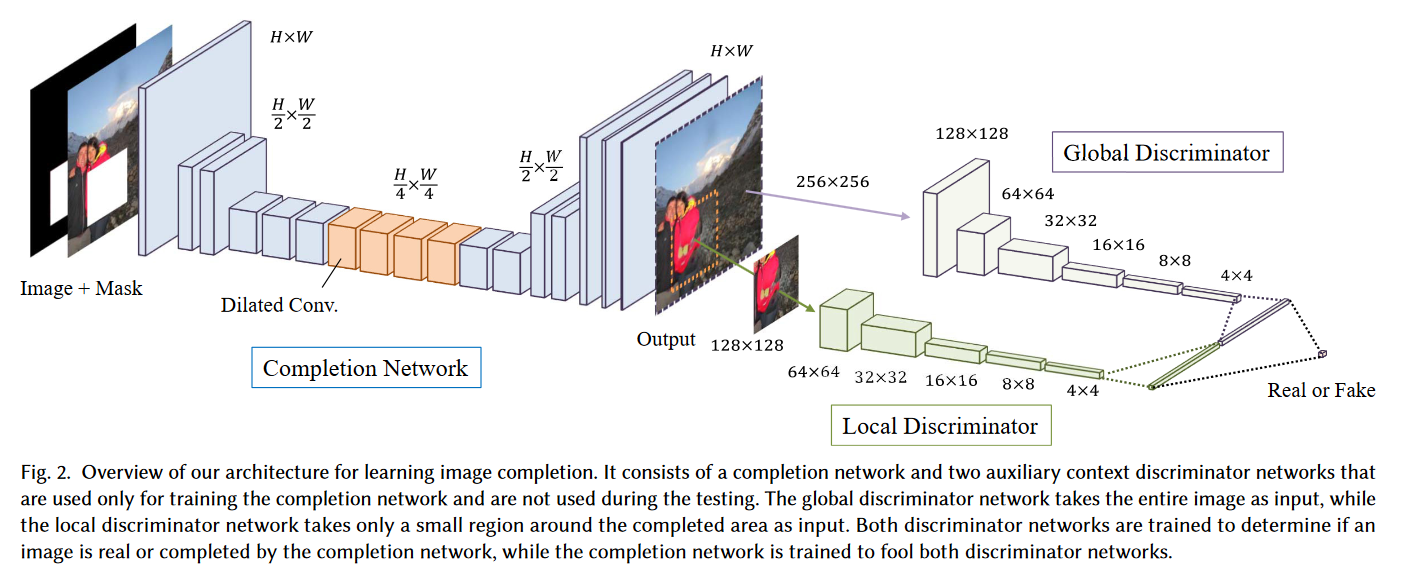 H×W
H/2×W/2
H/4×W/4
H/2×W/2
H×W
Image + Mask
Dilated Conv.
Completion Network
Output
256×256
128×128
64×64
32×32
16×16
8×8
4×4
Global Discriminator
128×128
64×64
32×32
16×16
8×8
4×4
Local Discriminator
Real or Fake
Fig. 2. Overview of our architecture for learning image completion. It consists of a completion network and two auxiliary context discriminator networks that
are used only for training the completion network and are not used during the testing. The global discriminator network takes the entire image as input, while
the local discriminator network takes only a small region around the completed area as input. Both discriminator networks are trained to determine if an
image is real or completed by the completion network, while the completion network is trained to fool both discriminator networks.